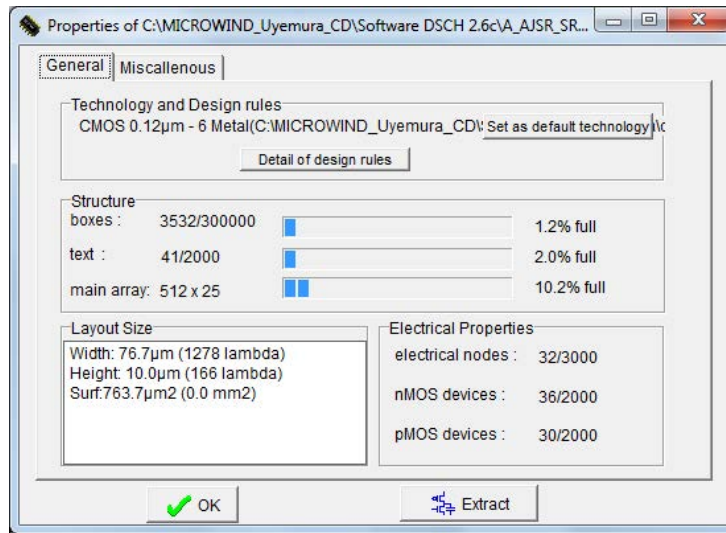 Properties of C:\MICROWIND_Uyemura_CD\Software DSCH 2.6c\A_AJSR_SR...
General
Miscallenous
Technology and Design rules
CMOS 0.12µm - 6 Metal(C:\MICROWIND_Uyemura_CD\
Set as default technology
Detail of design rules
Structure
boxes : 3532/300000 1.2% full
text : 41/2000 2.0% full
main array: 512 x 25 10.2% full
Layout Size
Width: 76.7µm (1278 lambda)
Height: 10.0µm (166 lambda)
Surf:763.7µm2 (0.0 mm2)
Electrical Properties
electrical nodes : 32/3000
nMOS devices : 36/2000
pMOS devices : 30/2000
OK
Extract